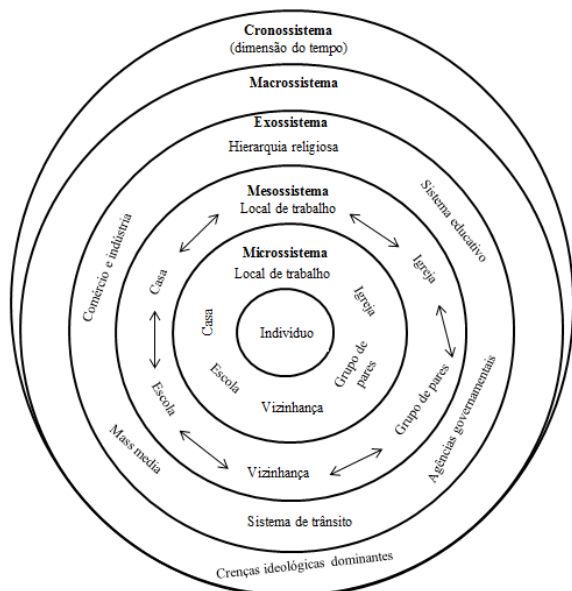 Cronossistema
(dimensão do tempo)
Macrossistema
Exossistema
Hierarquia religiosa
Sistema educativo
Comércio e indústria
Mesossistema
Local de trabalho
Casa
Igreja
Microssistema
Local de trabalho
Casa
Igreja
Indivíduo
Escola
Grupo de
pares
Vizinhança
Escola
Grupo de pares
Vizinhança
Mass media
Agências governamentais
Sistema de trânsito
Crenças ideológicas dominantes